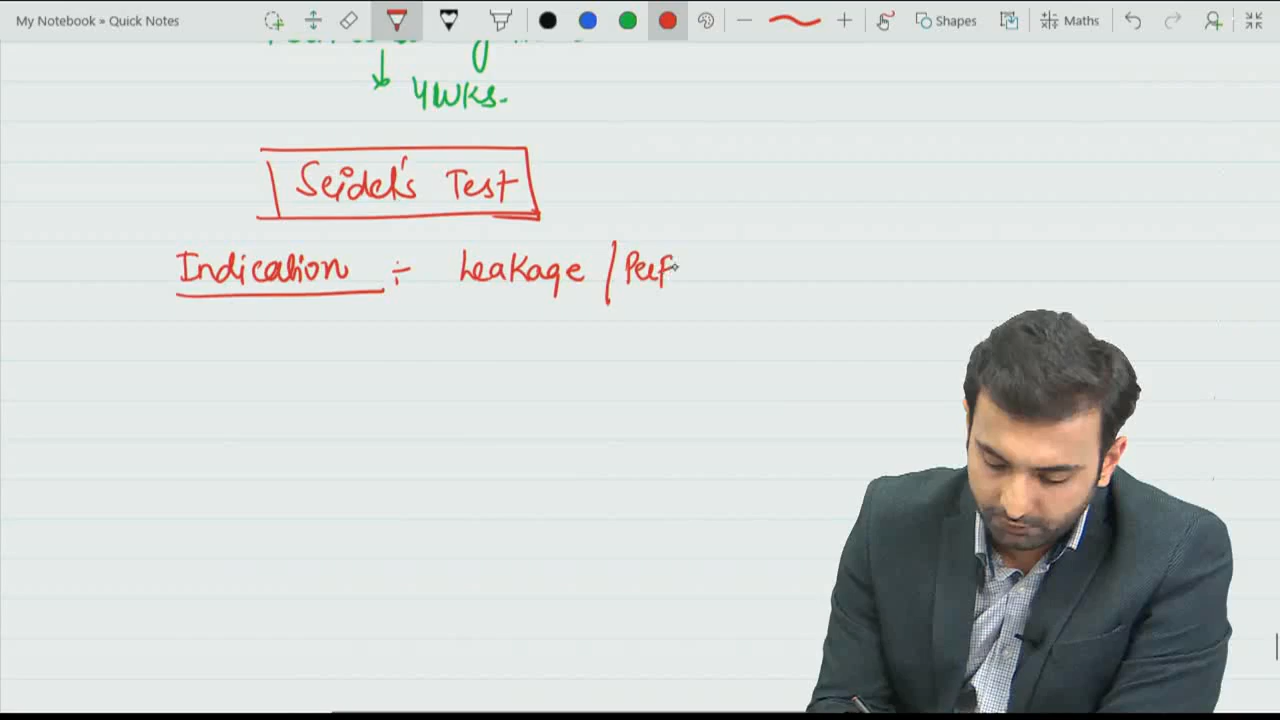 My Notebook » Quick Notes
Shapes
Maths
4WKS.
Seidel's Test
Indication ÷ Leakage / Perf